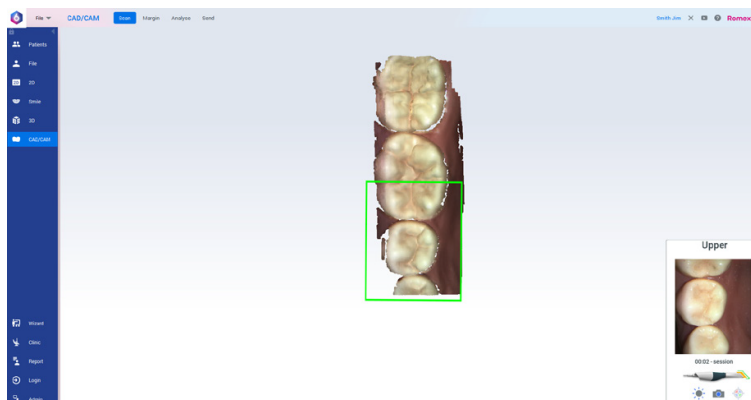 File
CAD/CAM
Scan
Margin
Analysis
Send
Smith Jim
Romex
Patients
File
2D
Smile
3D
CAD/CAM
Wizard
Clinic
Report
Login
Admin
Upper
00:02 - session